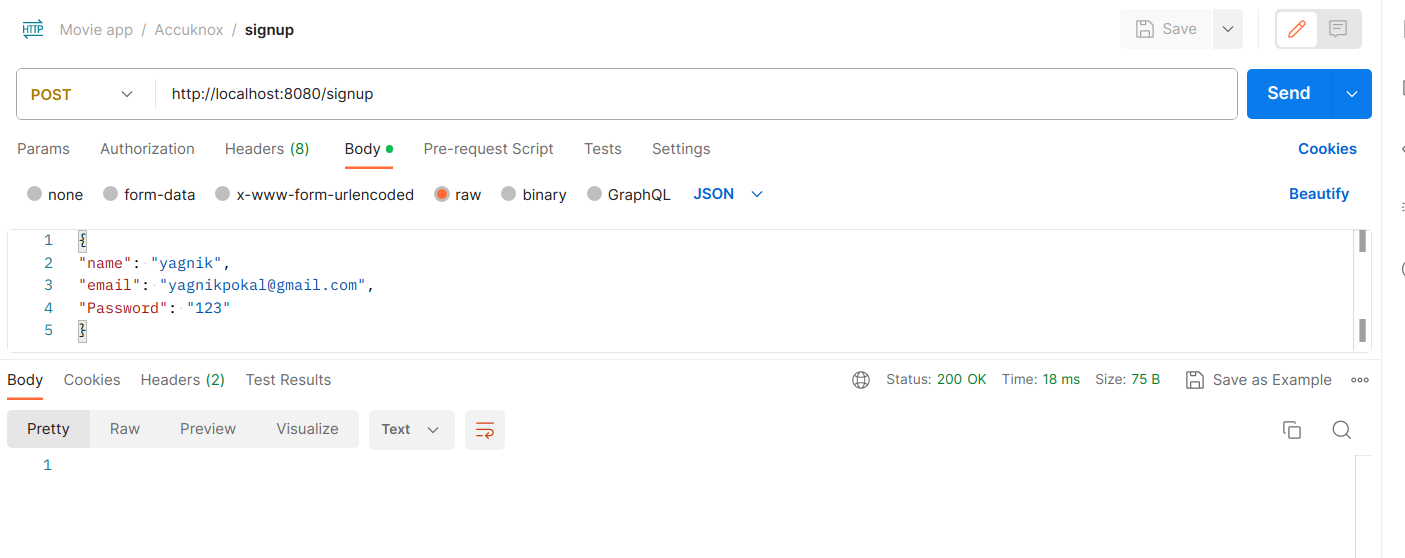 HTTP Movie app / Accuknox / signup Save
POST http://localhost:8080/signup Send
Params Authorization Headers (8) Body Pre-request Script Tests Settings Cookies
none form-data x-www-form-urlencoded raw binary GraphQL JSON Beautify
1 {
2 "name": "yagnik",
3 "email": "yagnikpokal@gmail.com",
4 "Password": "123"
5 }
Body Cookies Headers (2) Test Results Status: 200 OK Time: 18 ms Size: 75 B Save as Example
Pretty Raw Preview Visualize Text
1